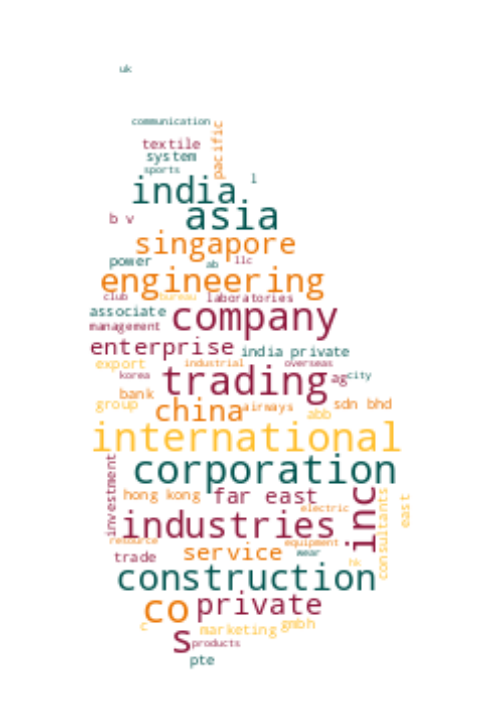 uk
communication
pacific
textile
system
sports
l
india
asia
b v
singapore
power
ab
llc
engineering
club
bureau
laboratories
associate
company
management
enterprise
india private
export
industrial
overseas
korea
trading
ag
city
bank
group
china
airways
abb
sdn bhd
international
corporation
investment
hong kong
far east
inc
consultants
east
electric
industries
resource
equipment
trade
service
wear
hk
construction
co
private
c
marketing
gmbh
s
products
pte